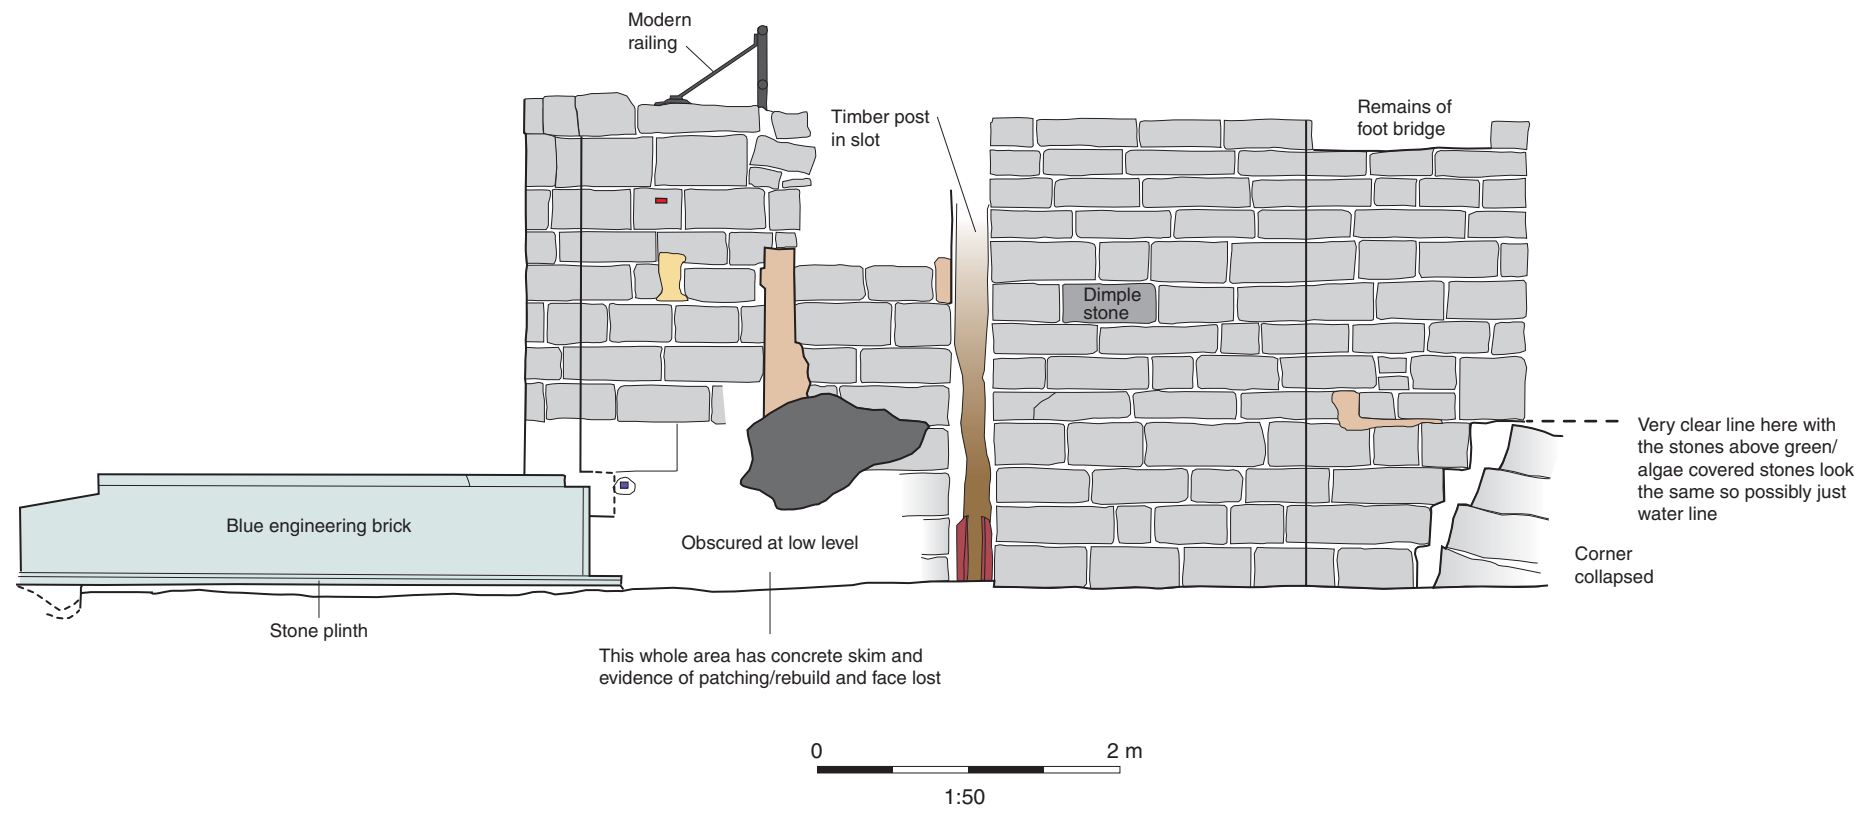 Modern
railing
Timber post
in slot
Remains of
foot bridge
Dimple
stone
Very clear line here with
the stones above green/
algae covered stones look
the same so possibly just
water line
Blue engineering brick
Obscured at low level
Corner
collapsed
Stone plinth
This whole area has concrete skim and
evidence of patching/rebuild and face lost
0 2 m
1:50